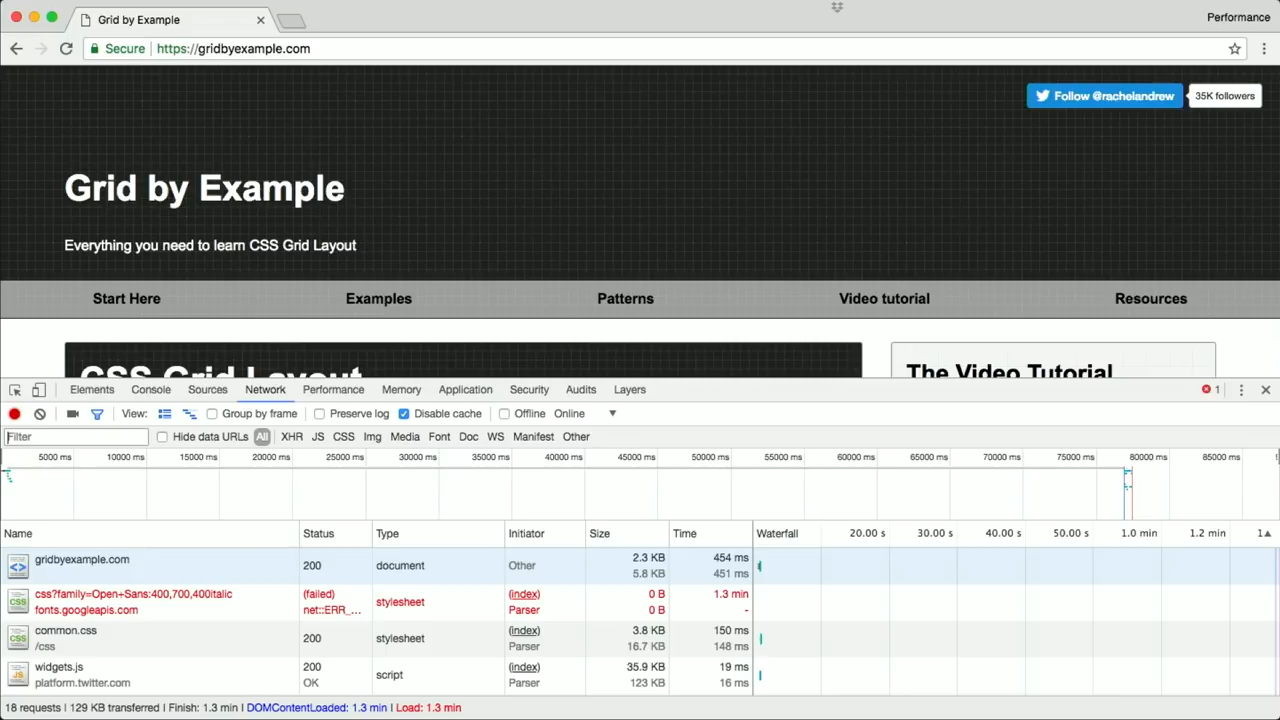 Grid by Example
Performance
Secure https://gridbyexample.com
Follow @rachelandrew
35K followers
Grid by Example
Everything you need to learn CSS Grid Layout
Start Here Examples Patterns Video tutorial Resources
CSS Grid Layout
The Video Tutorial
Elements Console Sources Network Performance Memory Application Security Audits Layers 1
View: Group by frame Preserve log Disable cache Offline Online
Filter Hide data URLs All XHR JS CSS Img Media Font Doc WS Manifest Other
5000 ms 10000 ms 15000 ms 20000 ms 25000 ms 30000 ms 35000 ms 40000 ms 45000 ms 50000 ms 55000 ms 60000 ms 65000 ms 70000 ms 75000 ms 80000 ms 85000 ms
Name Status Type Initiator Size Time Waterfall 20.00 s 30.00 s 40.00 s 50.00 s 1.0 min 1.2 min 1
gridbyexample.com 200 document Other 2.3 KB 454 ms
5.8 KB 451 ms
css?family=Open+Sans:400,700,400italic (failed) stylesheet (index) 0 B 1.3 min
fonts.googleapis.com net::ERR_... Parser 0 B -
common.css 200 stylesheet (index) 3.8 KB 150 ms
/css Parser 16.7 KB 148 ms
widgets.js 200 script (index) 35.9 KB 19 ms
platform.twitter.com OK Parser 123 KB 16 ms
18 requests | 129 KB transferred | Finish: 1.3 min | DOMContentLoaded: 1.3 min | Load: 1.3 min